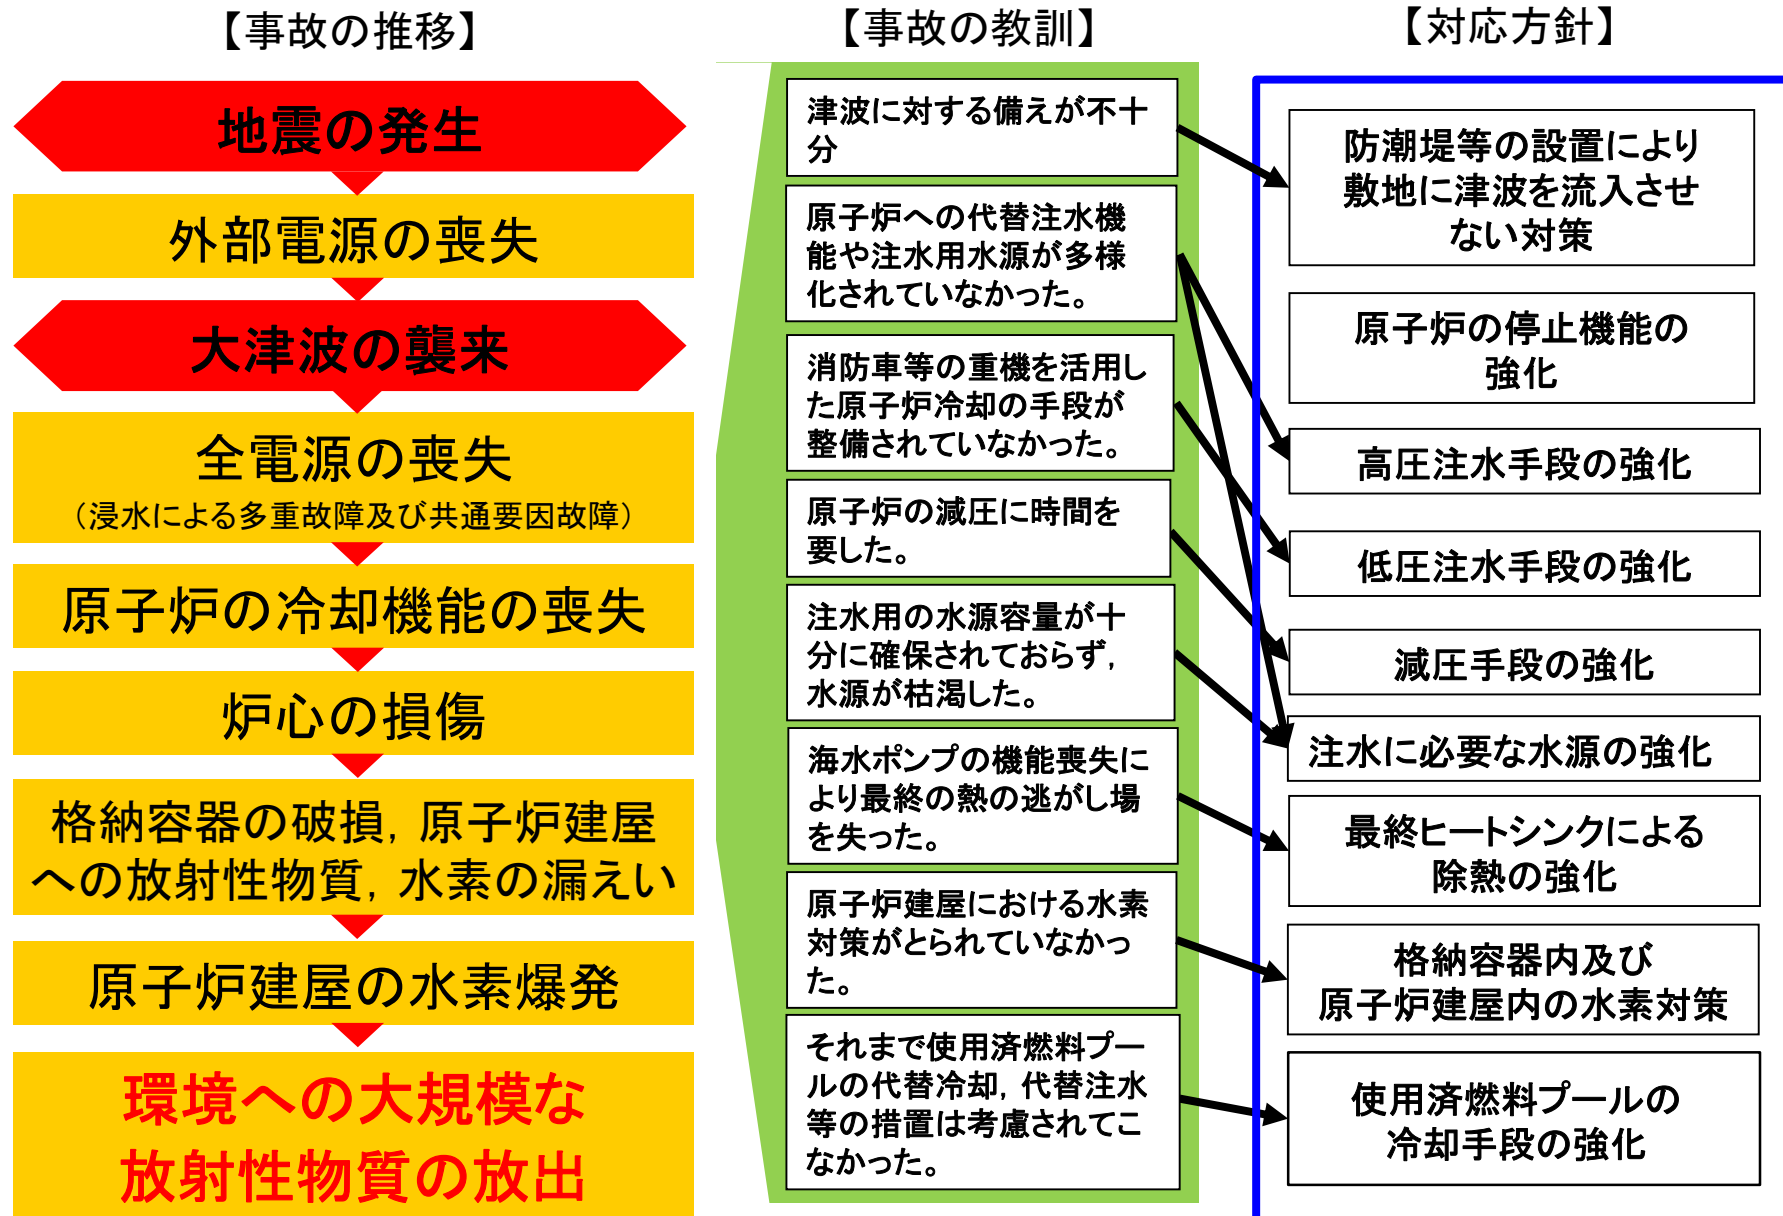 【事故の推移】
地震の発生
外部電源の喪失
大津波の襲来
全電源の喪失
（浸水による多重故障及び共通要因故障）
原子炉の冷却機能の喪失
炉心の損傷
格納容器の破損，原子炉建屋
への放射性物質，水素の漏えい
原子炉建屋の水素爆発
環境への大規模な
放射性物質の放出
【事故の教訓】
津波に対する備えが不十
分
原子炉への代替注水機
能や注水用水源が多様
化されていなかった。
消防車等の重機を活用し
た原子炉冷却の手段が
整備されていなかった。
原子炉の減圧に時間を
要した。
注水用の水源容量が十
分に確保されておらず，
水源が枯渇した。
海水ポンプの機能喪失に
より最終の熱の逃がし場
を失った。
原子炉建屋における水素
対策がとられていなかっ
た。
それまで使用済燃料プー
ルの代替冷却，代替注水
等の措置は考慮されてこ
なかった。
【対応方針】
防潮堤等の設置により
敷地に津波を流入させ
ない対策
原子炉の停止機能の
強化
高圧注水手段の強化
低圧注水手段の強化
減圧手段の強化
注水に必要な水源の強化
最終ヒートシンクによる
除熱の強化
格納容器内及び
原子炉建屋内の水素対策
使用済燃料プールの
冷却手段の強化